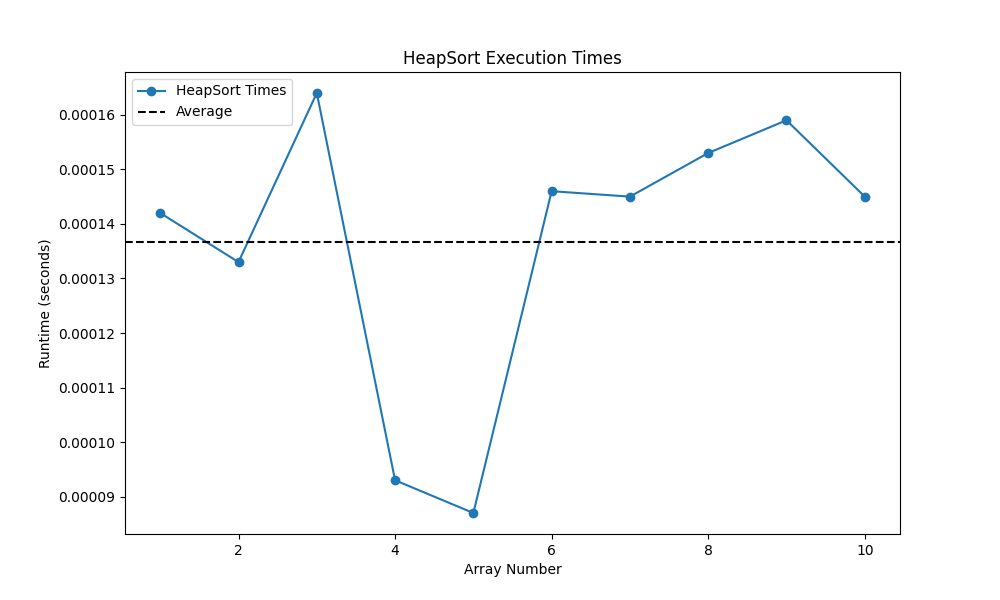 HeapSort Execution Times
HeapSort Times
Average
0.00016
0.00015
0.00014
0.00013
0.00012
0.00011
0.00010
0.00009
Runtime (seconds)
2 4 6 8 10
Array Number